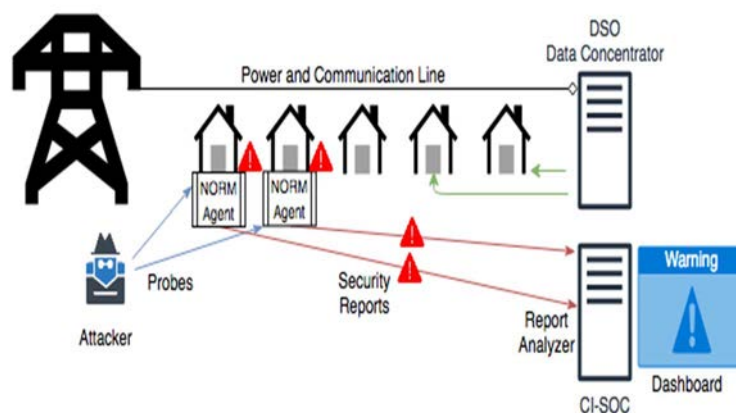 DSO
Data Concentrator
Power and Communication Line
NORM
Agent
NORM
Agent
Probes
Attacker
Security
Reports
Report
Analyzer
Warning
Dashboard
CI-SOC